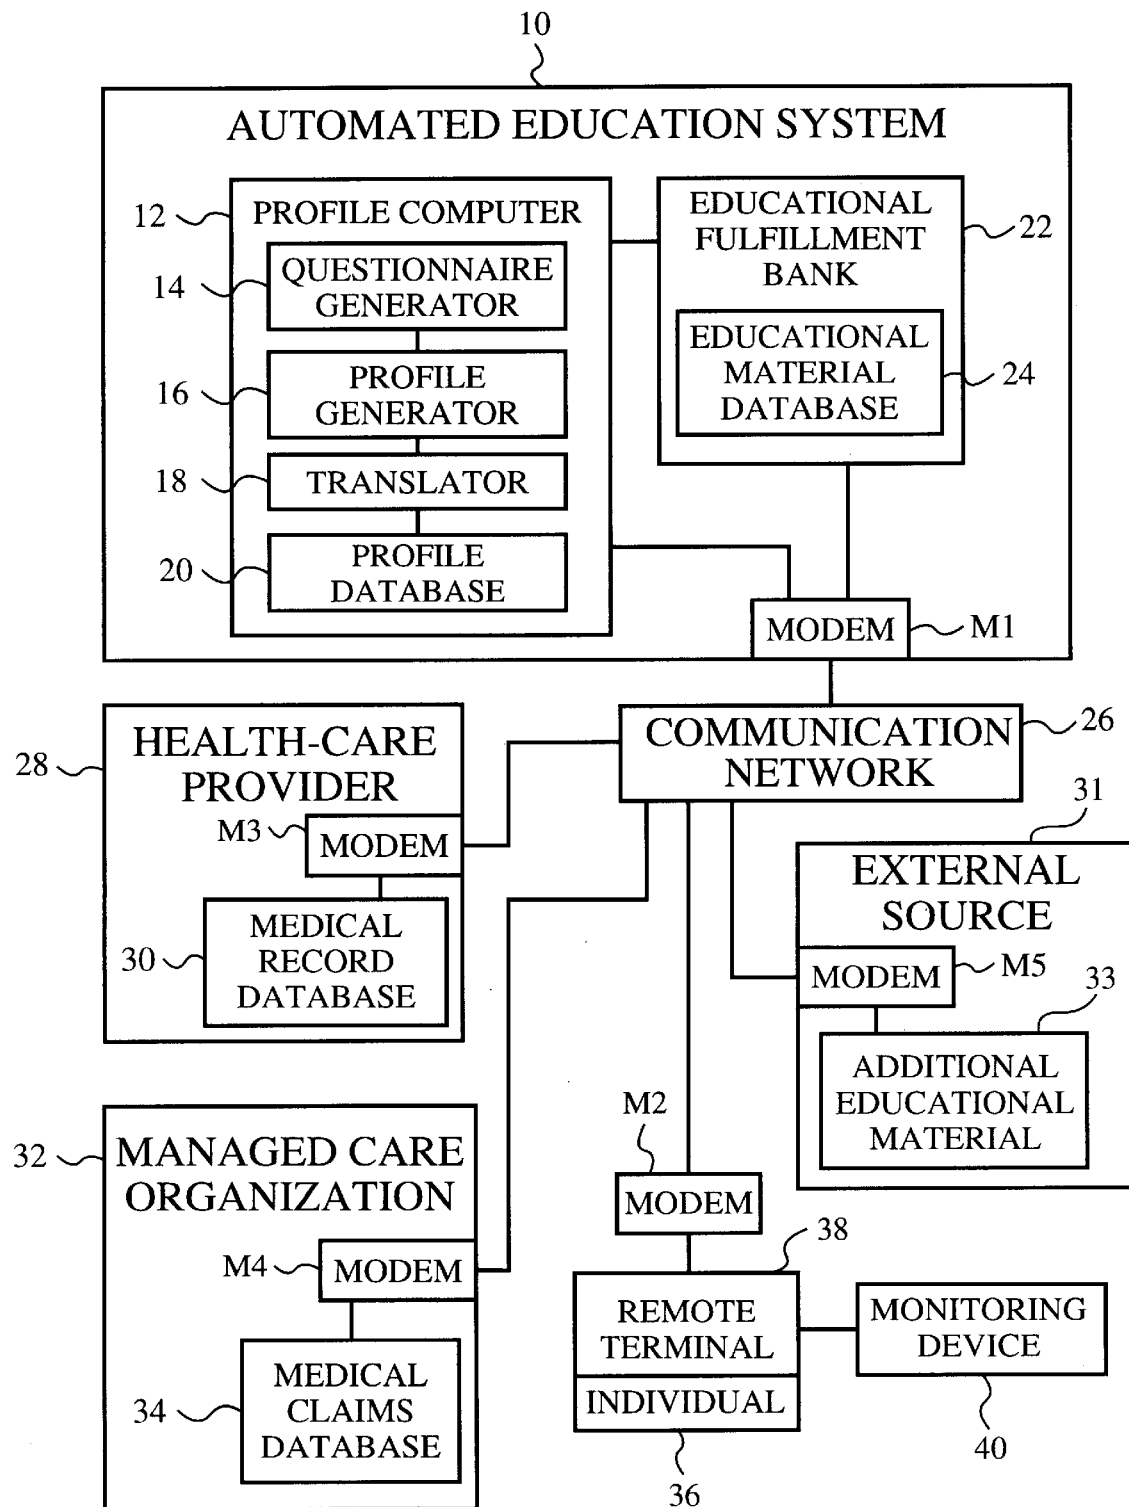 10
AUTOMATED EDUCATION SYSTEM
12
PROFILE COMPUTER
14
QUESTIONNAIRE
GENERATOR
16
PROFILE
GENERATOR
18
TRANSLATOR
20
PROFILE
DATABASE
EDUCATIONAL
FULFILLMENT
BANK
22
EDUCATIONAL
MATERIAL
DATABASE
24
MODEM
M1
28
HEALTH-CARE
PROVIDER
M3
MODEM
30
MEDICAL
RECORD
DATABASE
COMMUNICATION
NETWORK
26
31
EXTERNAL
SOURCE
MODEM
M5
33
ADDITIONAL
EDUCATIONAL
MATERIAL
32
MANAGED CARE
ORGANIZATION
M4
MODEM
34
MEDICAL
CLAIMS
DATABASE
M2
MODEM
38
REMOTE
TERMINAL
INDIVIDUAL
36
MONITORING
DEVICE
40